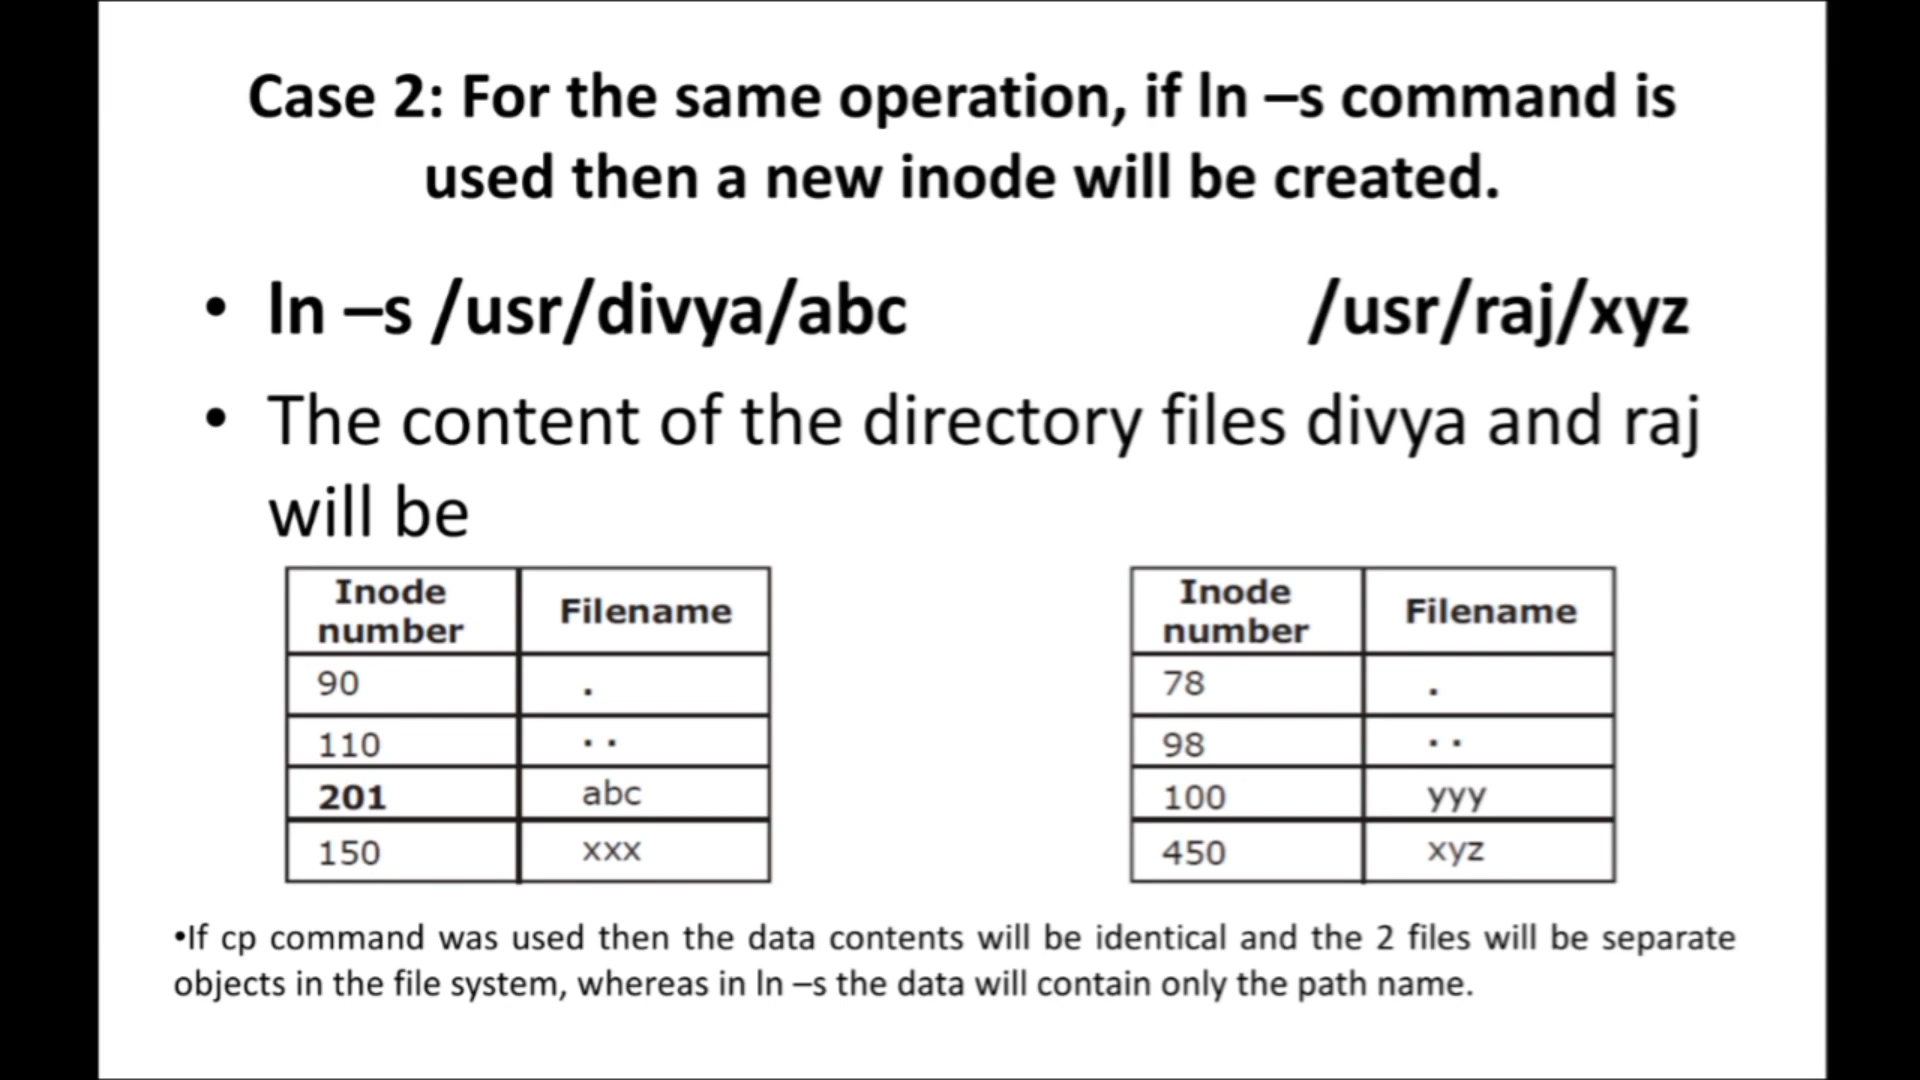 Case 2: For the same operation, if ln –s command is
used then a new inode will be created.
• ln –s /usr/divya/abc /usr/raj/xyz
• The content of the directory files divya and raj
will be
Inode number Filename
90 .
110 ..
201 abc
150 xxx
Inode number Filename
78 .
98 ..
100 yyy
450 xyz
•If cp command was used then the data contents will be identical and the 2 files will be separate
objects in the file system, whereas in ln –s the data will contain only the path name.